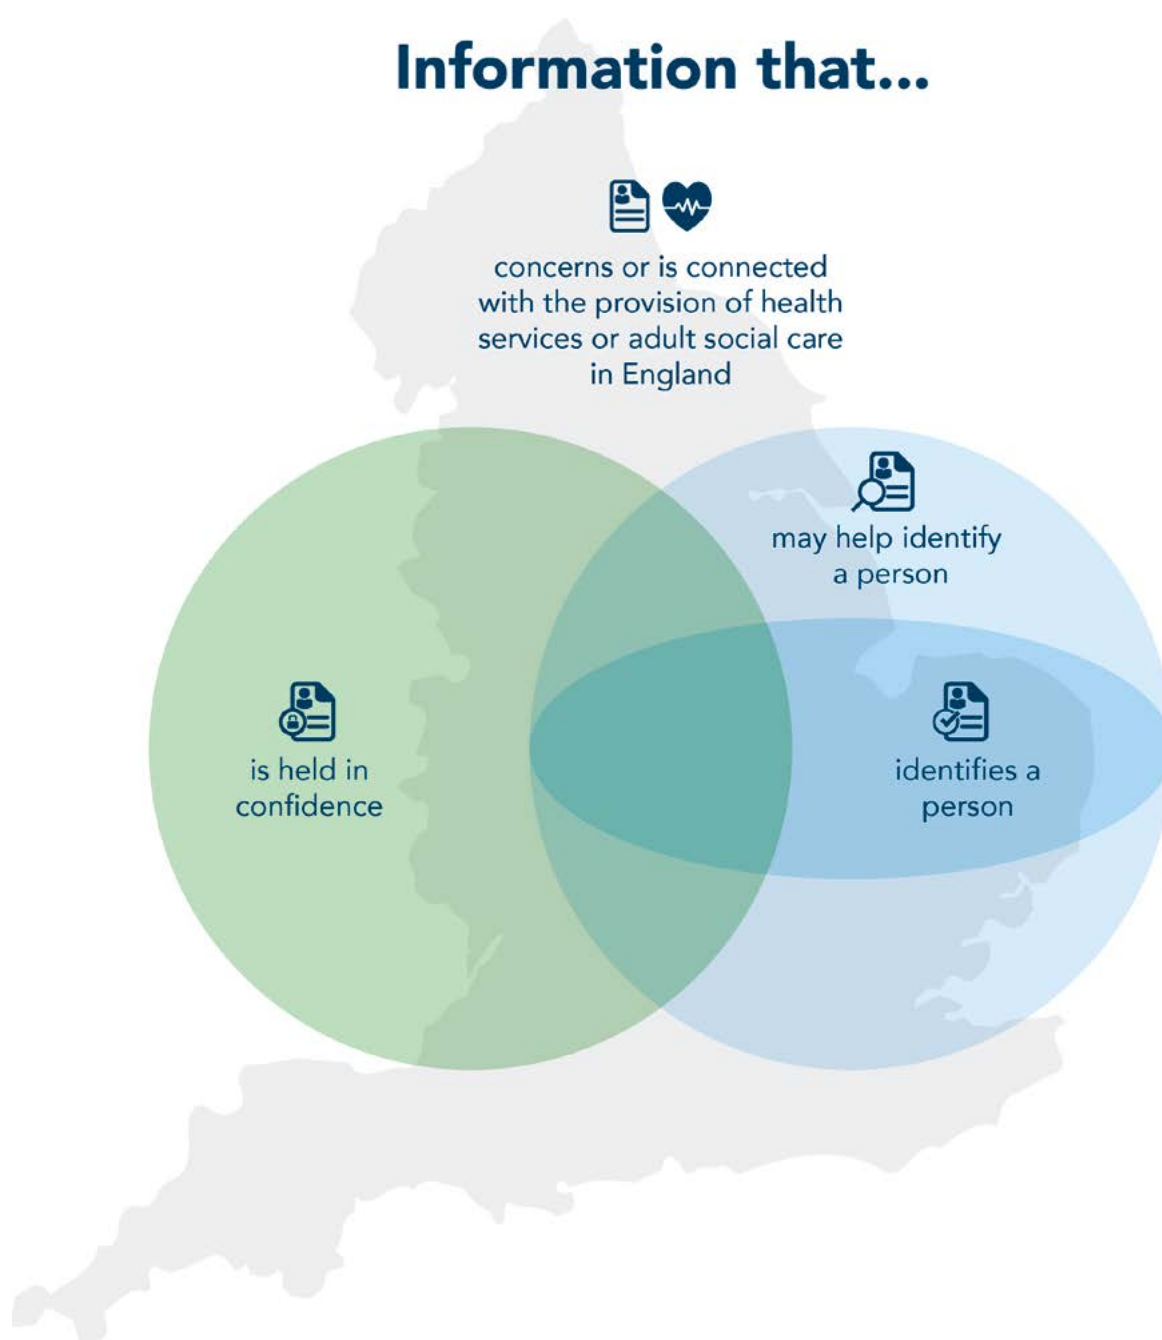 Information that...
concerns or is connected
with the provision of health
services or adult social care
in England
may help identify
a person
is held in
confidence
identifies a
person